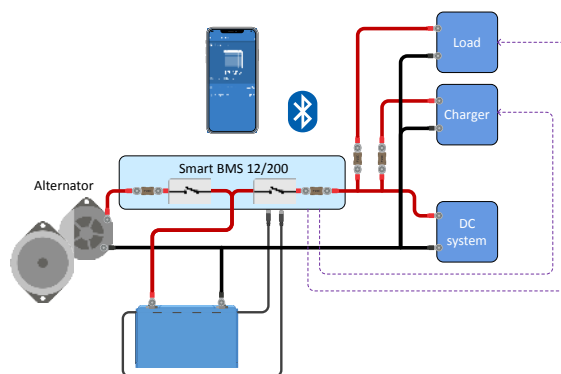 Load
Charger
Smart BMS 12/200
Alternator
DC
system